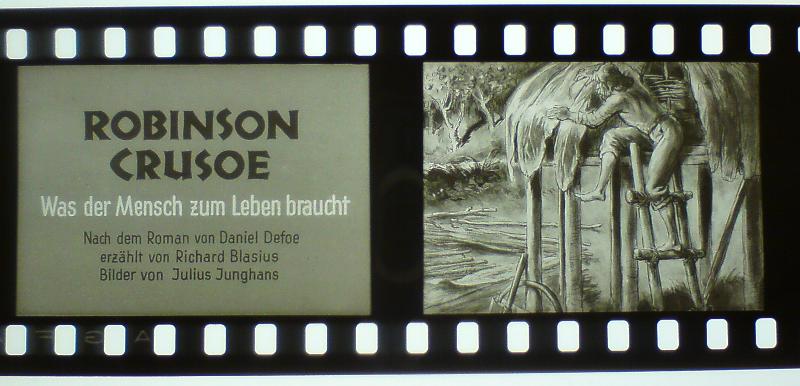 ROBINSON
CRUSOE
Was der Mensch zum Leben braucht
Nach dem Roman von Daniel Defoe
erzählt von Richard Blasius
Bilder von Julius Junghans